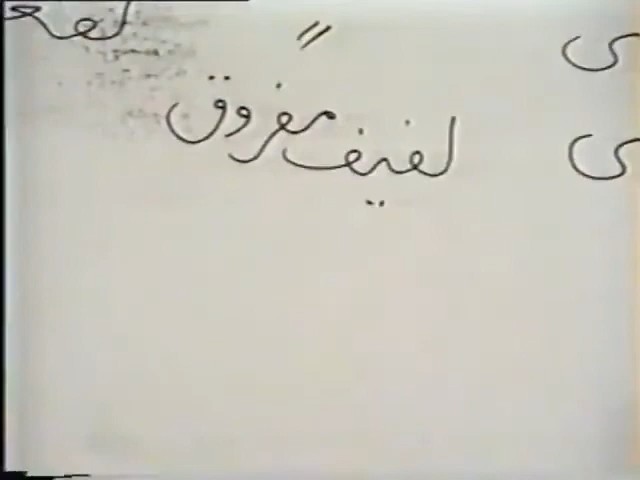 ى
〃
ى لفيف مفروق